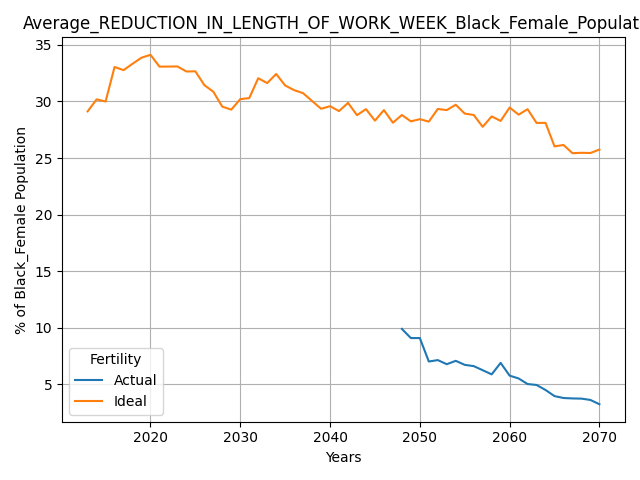 Average_REDUCTION_IN_LENGTH_OF_WORK_WEEK_Black_Female_Populat
% of Black_Female Population
35
30
25
20
15
10
5
Fertility
Actual
Ideal
2020 2030 2040 2050 2060 2070
Years